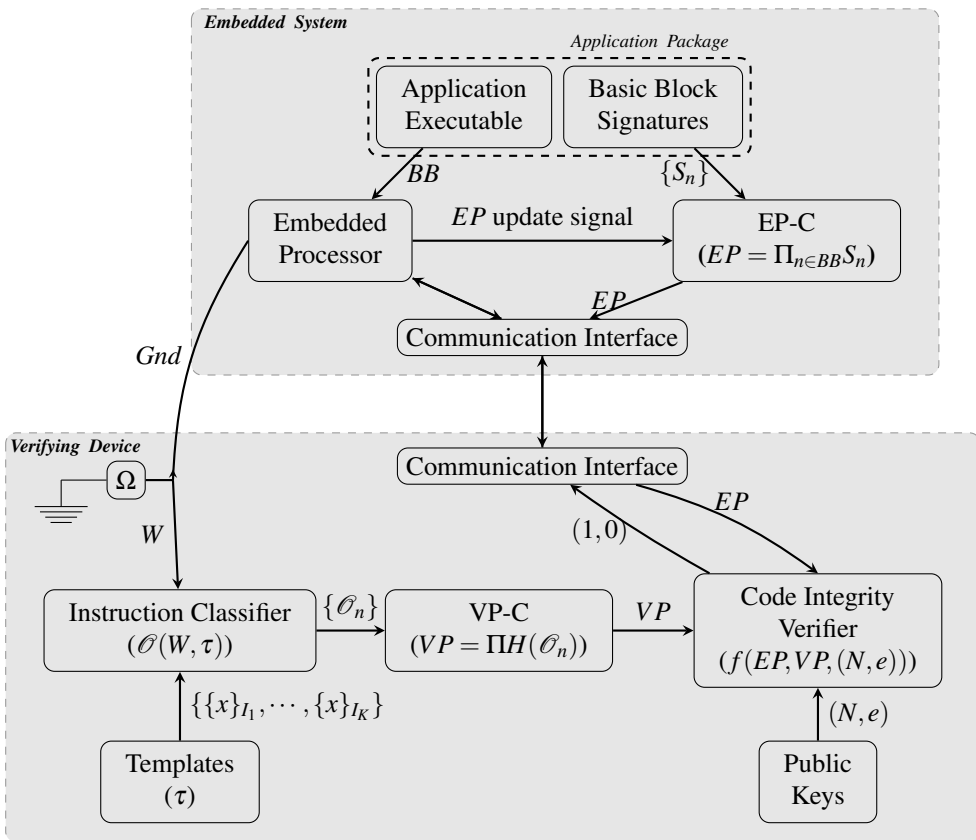 Embedded System
Application Package
Application
Executable
Basic Block
Signatures
BB
{S_n}
Embedded
Processor
EP update signal
EP-C
(EP = Π_{n∈BB} S_n)
EP
Communication Interface
Gnd
Verifying Device
Communication Interface
Ω
EP
W
(1,0)
Instruction Classifier
(𝒪(W,τ))
{𝒪_n}
VP-C
(VP = ΠH(𝒪_n))
VP
Code Integrity
Verifier
(f(EP,VP,(N,e)))
{{x}_{I_1}, ⋯ , {x}_{I_K}}
(N,e)
Templates
(τ)
Public
Keys